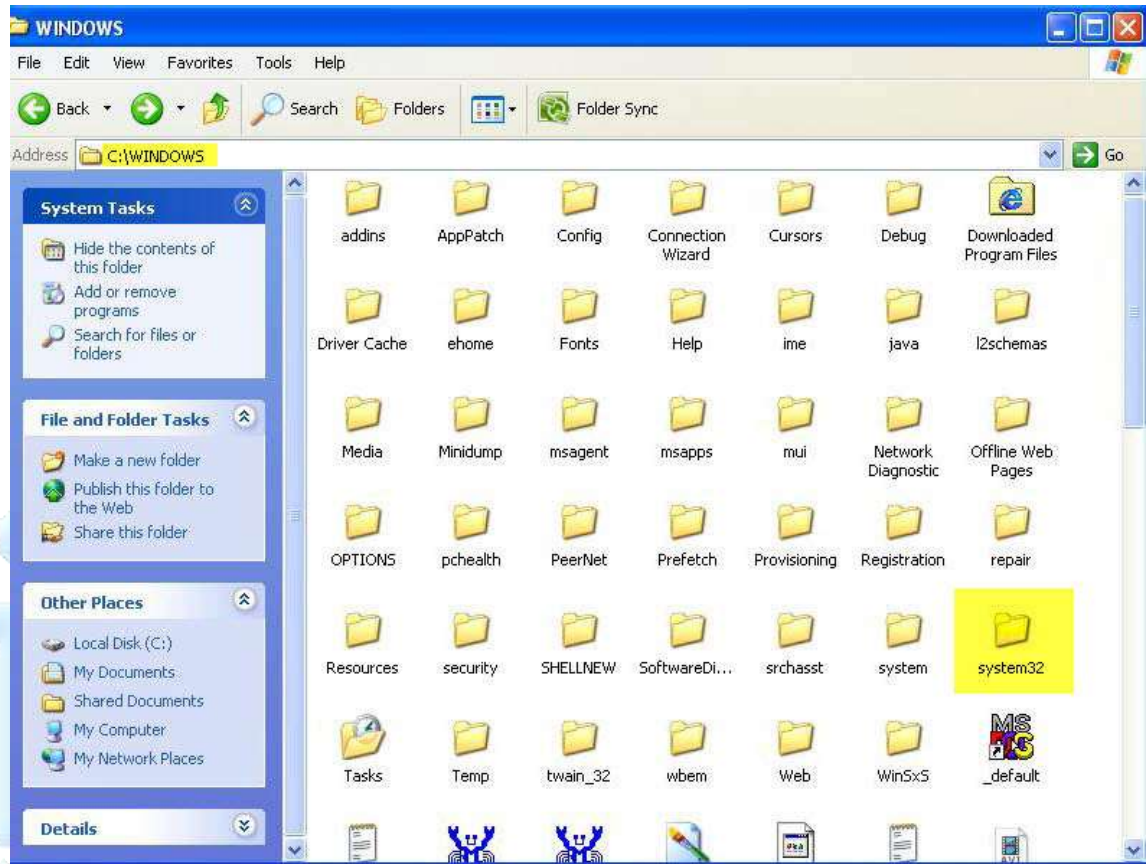 WINDOWS
File Edit View Favorites Tools Help
Back Search Folders Folder Sync
Address C:\WINDOWS Go
System Tasks
Hide the contents of
this folder
Add or remove
programs
Search for files or
folders
File and Folder Tasks
Make a new folder
Publish this folder to
the Web
Share this folder
Other Places
Local Disk (C:)
My Documents
Shared Documents
My Computer
My Network Places
Details
addins AppPatch Config Connection Cursors Debug Downloaded
Wizard Program Files
Driver Cache ehome Fonts Help ime java l2schemas
Media Minidump msagent msapps mui Network Offline Web
Diagnostic Pages
OPTIONS pchealth PeerNet Prefetch Provisioning Registration repair
Resources security SHELLNEW SoftwareDi... srchasst system system32
MS
Tasks Temp twain_32 wbem Web WinSxS _default